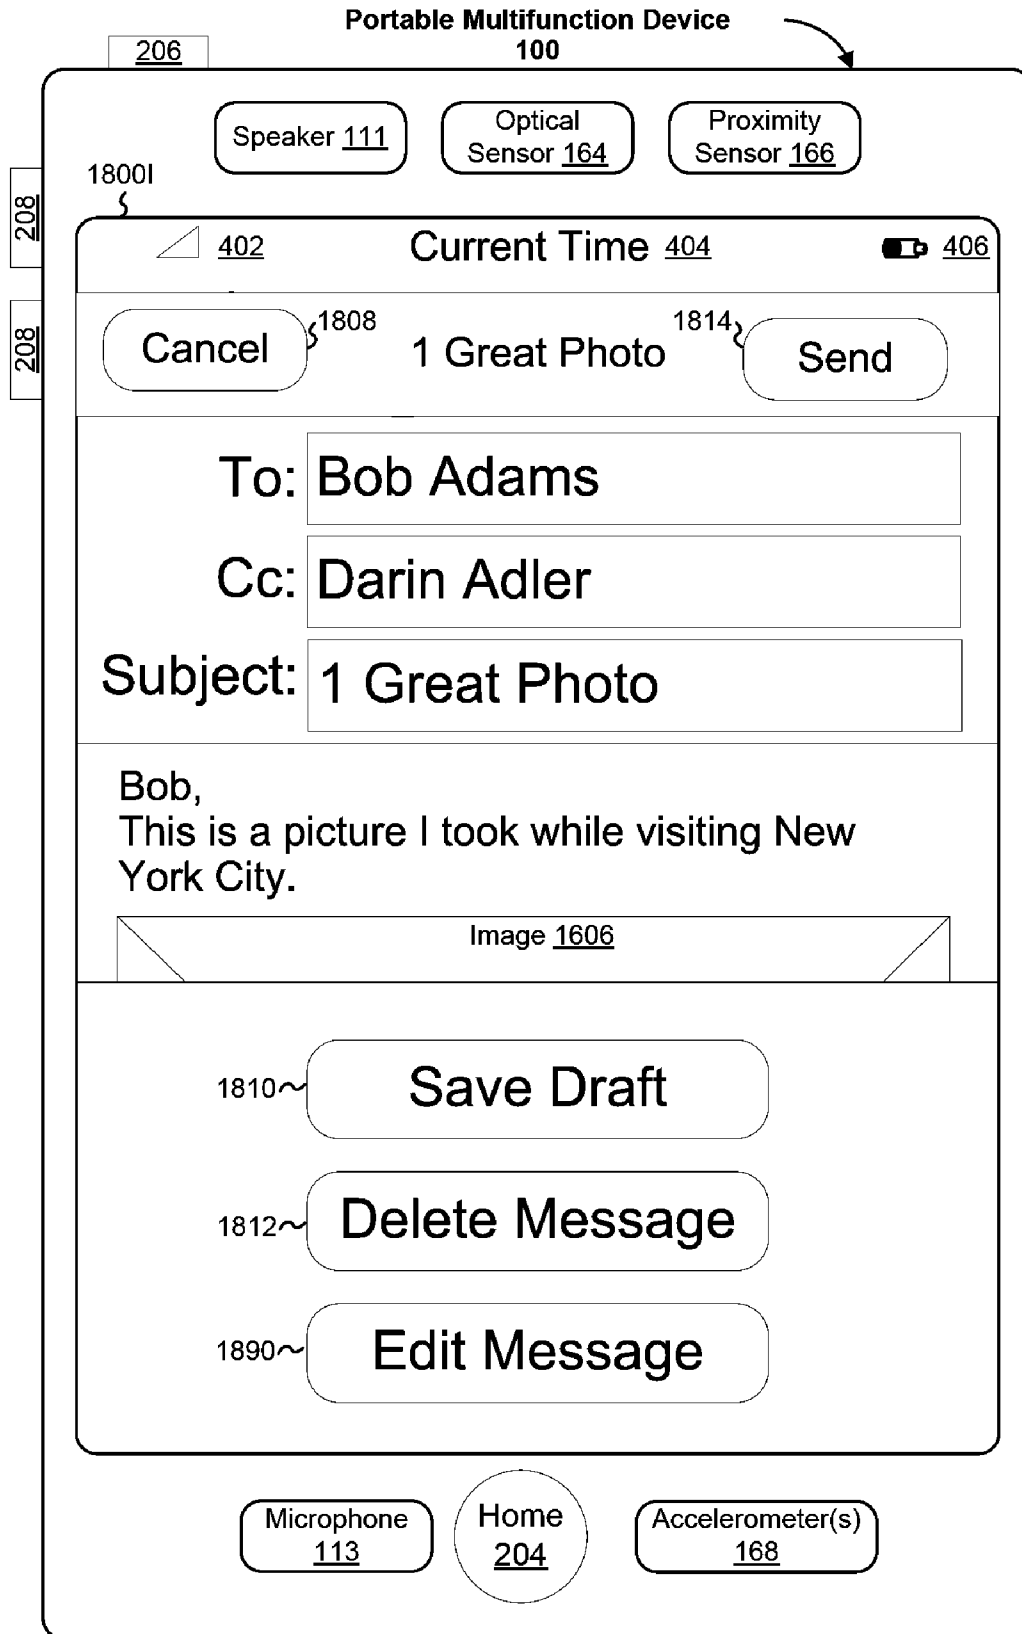 Portable Multifunction Device
100
206
Speaker 111
Optical
Sensor 164
Proximity
Sensor 166
1800I
208
402
Current Time 404
406
208
Cancel
1808
1 Great Photo
1814
Send
To: Bob Adams
Cc: Darin Adler
Subject: 1 Great Photo
Bob,
This is a picture I took while visiting New
York City.
Image 1606
1810
Save Draft
1812
Delete Message
1890
Edit Message
Microphone
113
Home
204
Accelerometer(s)
168